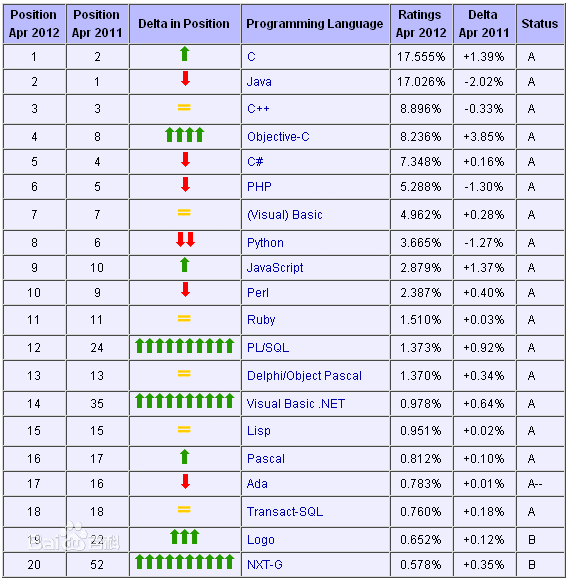 Position Apr 2012 Position Apr 2011 Delta in Position Programming Language Ratings Apr 2012 Delta Apr 2011 Status
1 2 C 17.555% +1.39% A
2 1 Java 17.026% -2.02% A
3 3 = C++ 8.896% -0.33% A
4 8 Objective-C 8.236% +3.85% A
5 4 C# 7.348% +0.16% A
6 5 PHP 5.288% -1.30% A
7 7 = (Visual) Basic 4.962% +0.28% A
8 6 Python 3.665% -1.27% A
9 10 JavaScript 2.879% +1.37% A
10 9 Perl 2.387% +0.40% A
11 11 = Ruby 1.510% +0.03% A
12 24 PL/SQL 1.373% +0.92% A
13 13 = Delphi/Object Pascal 1.370% +0.34% A
14 35 Visual Basic .NET 0.978% +0.64% A
15 15 = Lisp 0.951% +0.02% A
16 17 Pascal 0.812% +0.10% A
17 16 Ada 0.783% +0.01% A--
18 18 = Transact-SQL 0.760% +0.18% A
19 22 Logo 0.652% +0.12% B
20 52 NXT-G 0.578% +0.35% B
Baidu百科